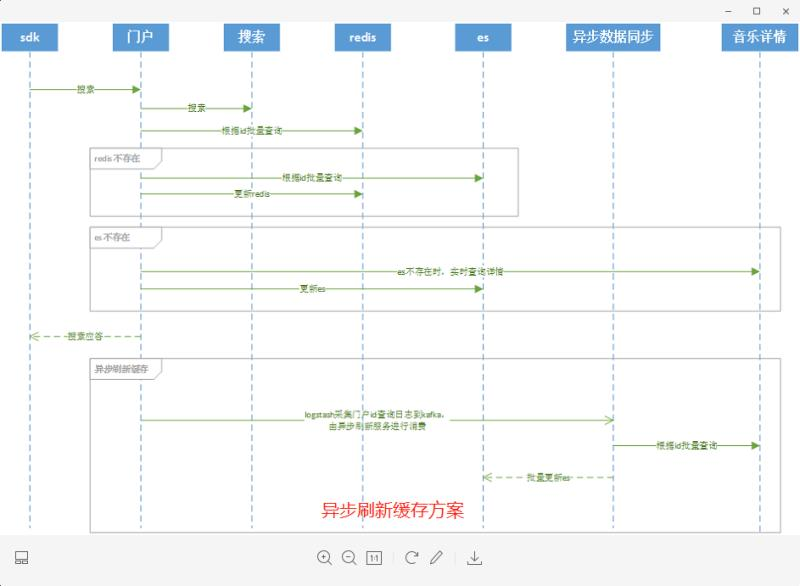 sdk
门户
搜索
redis
es
异步数据同步
音乐详情
搜索
搜索
根据id批量查询
redis不存在
根据id批量查询
更新redis
es不存在
es不存在时，实时查询详情
更新es
搜索应答
异步刷新缓存
logstash采集门户id查询日志到kafka，
由异步刷新服务进行消费
根据id批量查询
批量更新es
异步刷新缓存方案
1:1